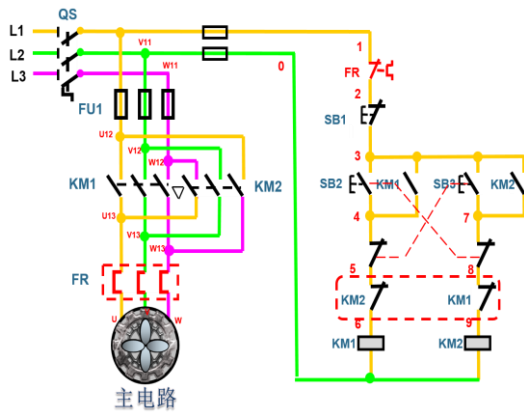 L1
QS
L2
L3
V11
W11
0
1
FR
2
SB1
FU1
U12
V12
W12
3
KM1
KM2
SB2
KM1
SB3
KM2
U13
V13
W13
4
7
5
8
FR
KM2
KM1
6
9
U
W
KM1
KM2
主电路